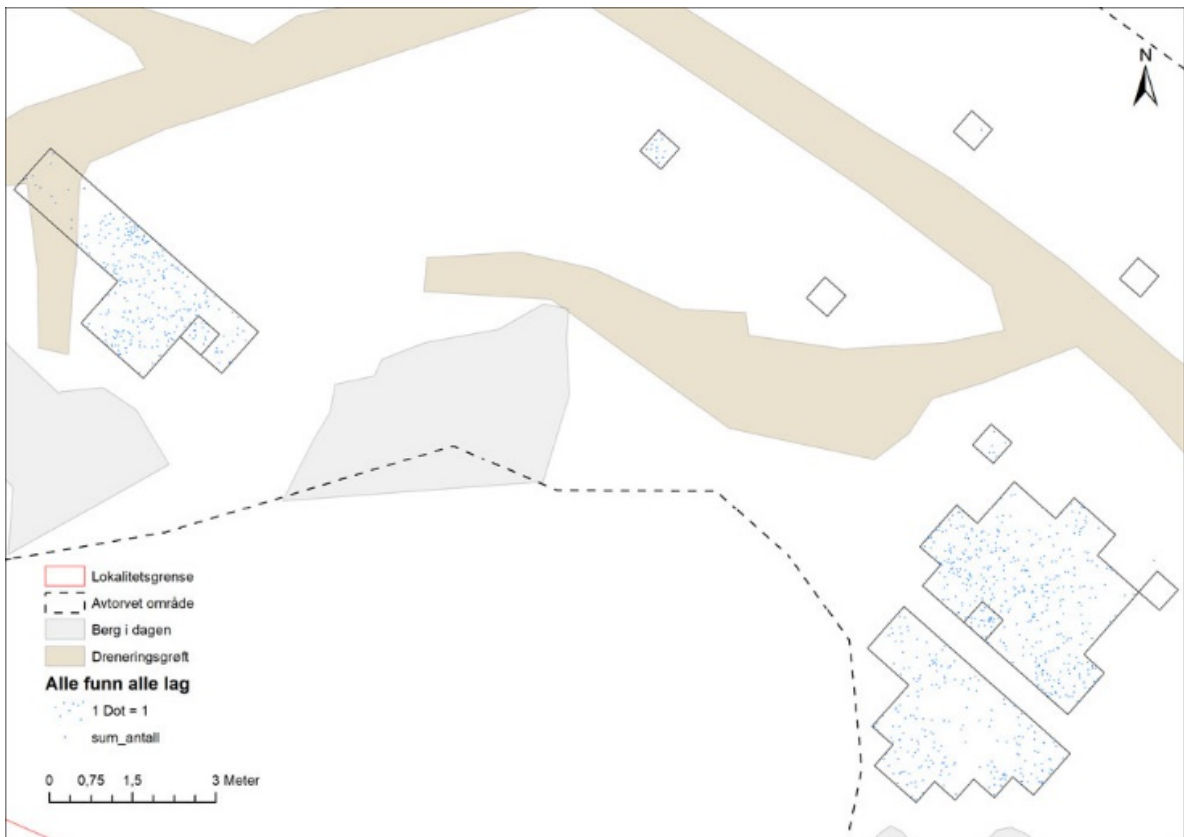 N
Lokalitetsgrense
Avtorvet område
Berg i dagen
Dreneringsgrøft
Alle funn alle lag
1 Dot = 1
sum_antall
0 0,75 1,5 3 Meter